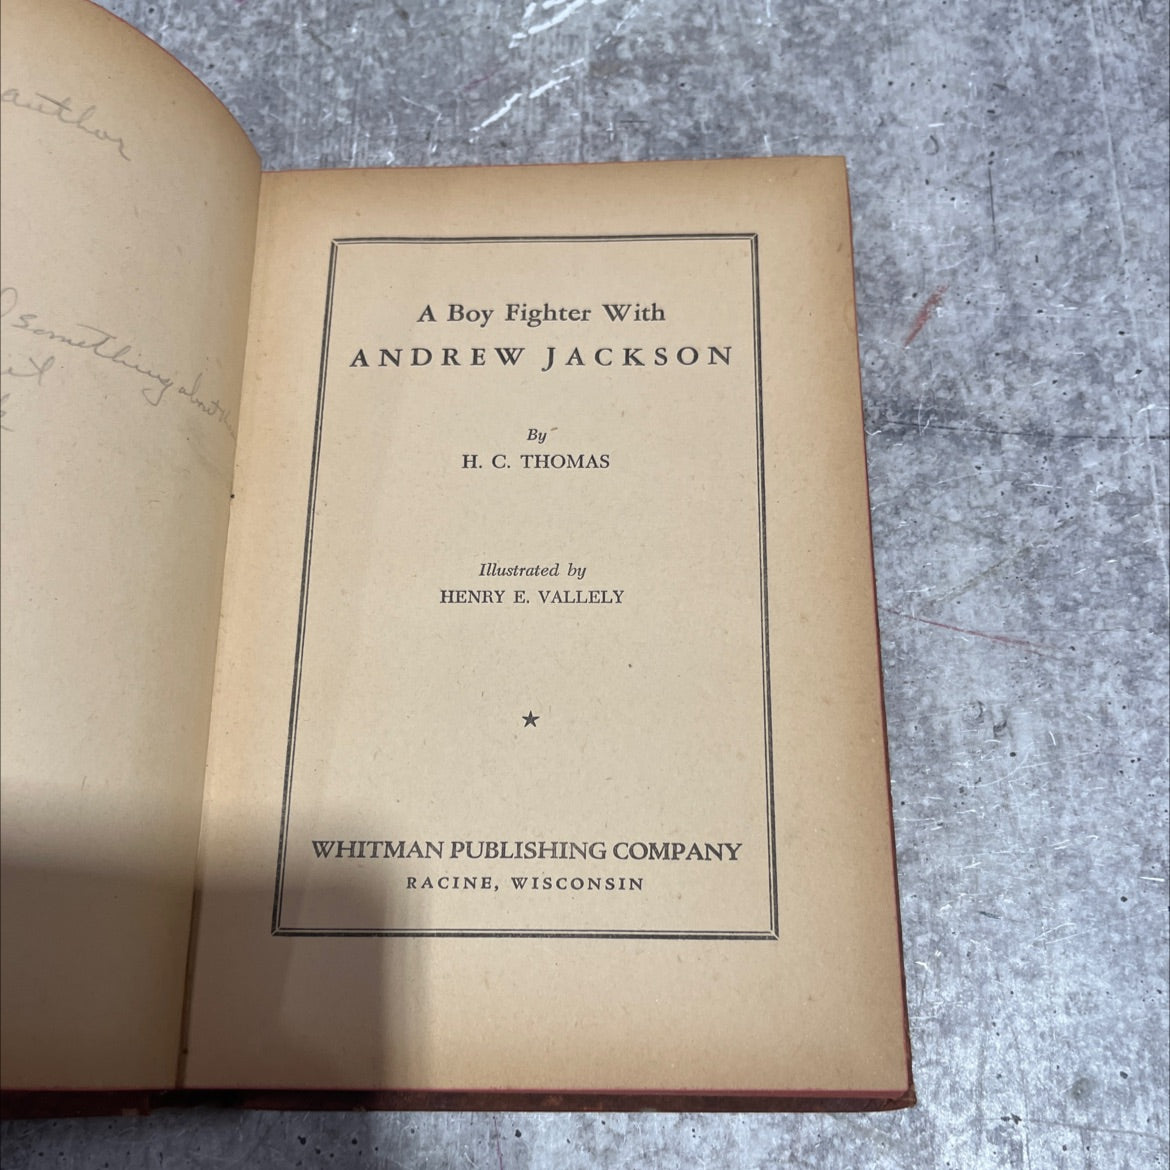 author
something about
it
A Boy Fighter With
ANDREW JACKSON
By
H. C. THOMAS
Illustrated by
HENRY E. VALLELY
★
WHITMAN PUBLISHING COMPANY
RACINE, WISCONSIN